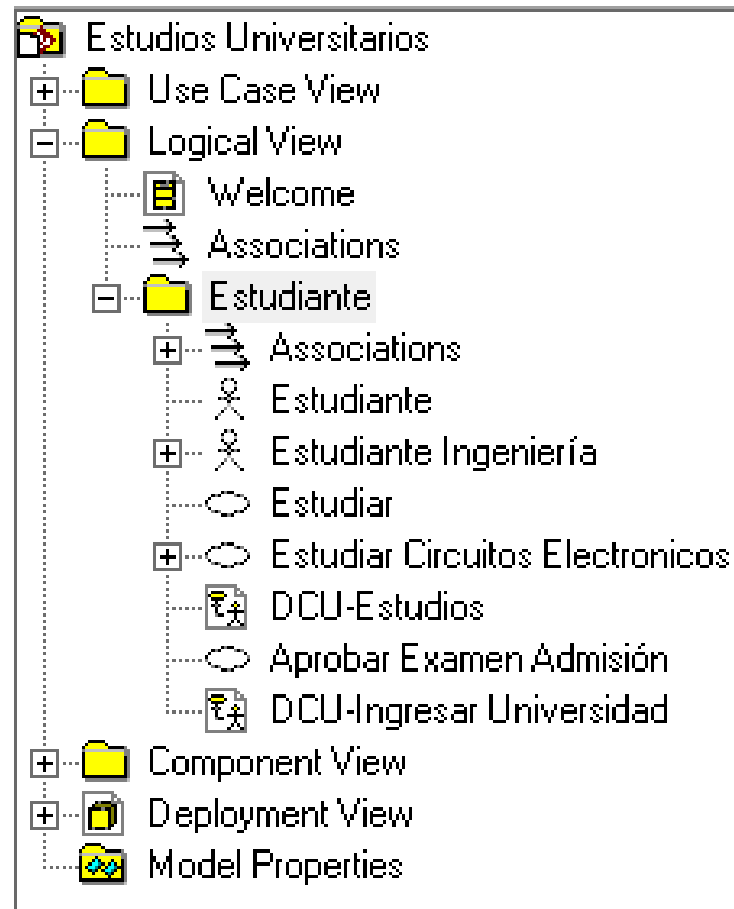 Estudios Universitarios
Use Case View
Logical View
Welcome
Associations
Estudiante
Associations
Estudiante
Estudiante Ingeniería
Estudiar
Estudiar Circuitos Electronicos
DCU-Estudios
Aprobar Examen Admisión
DCU-Ingresar Universidad
Component View
Deployment View
Model Properties